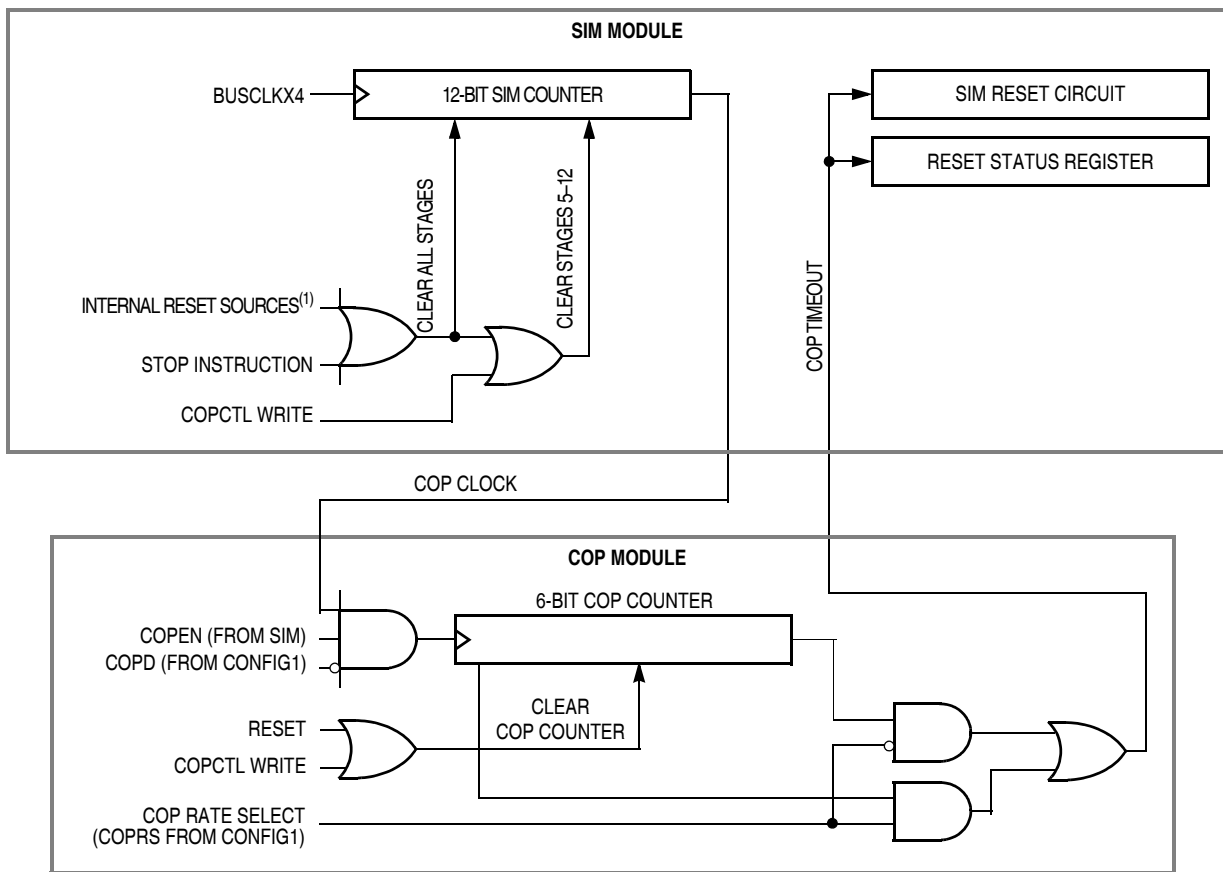 SIM MODULE
BUSCLKX4
12-BIT SIM COUNTER
SIM RESET CIRCUIT
RESET STATUS REGISTER
CLEAR ALL STAGES
CLEAR STAGES 5–12
COP TIMEOUT
INTERNAL RESET SOURCES(1)
STOP INSTRUCTION
COPCTL WRITE
COP CLOCK
COP MODULE
6-BIT COP COUNTER
COPEN (FROM SIM)
COPD (FROM CONFIG1)
CLEAR
COP COUNTER
RESET
COPCTL WRITE
COP RATE SELECT
(COPRS FROM CONFIG1)